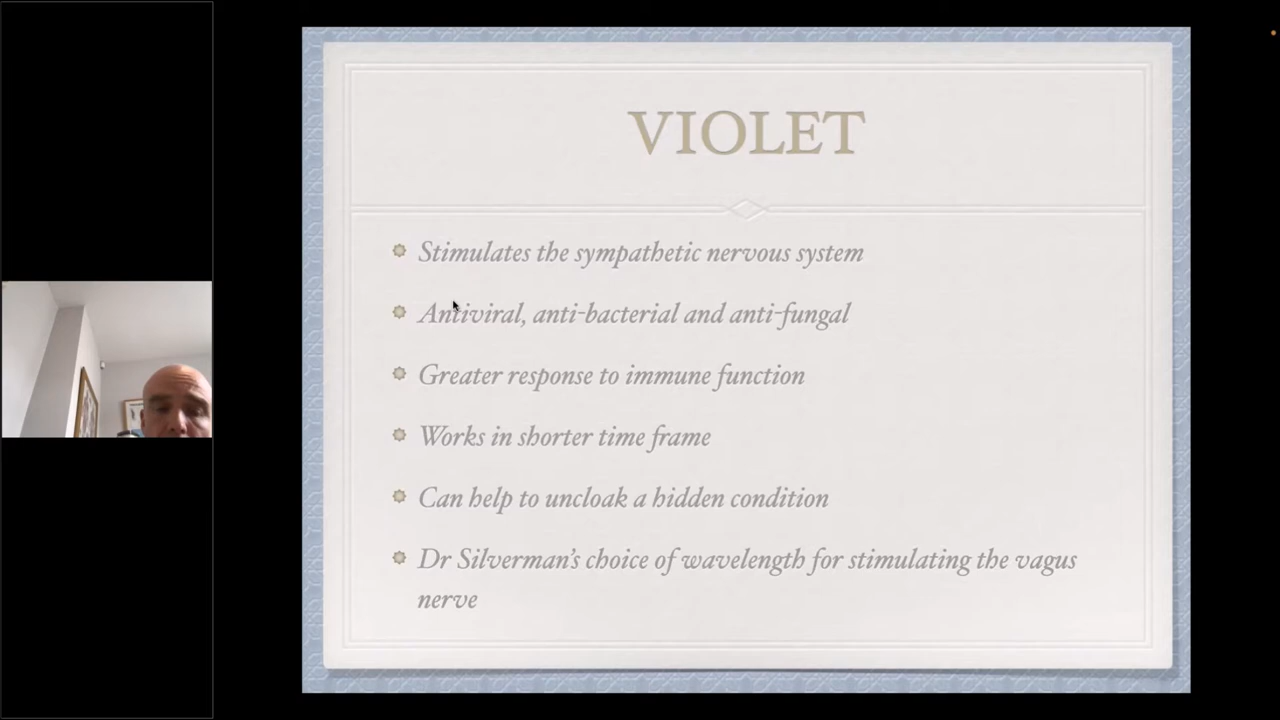 VIOLET
Stimulates the sympathetic nervous system
Antiviral, anti-bacterial and anti-fungal
Greater response to immune function
Works in shorter time frame
Can help to uncloak a hidden condition
Dr Silverman's choice of wavelength for stimulating the vagus
nerve